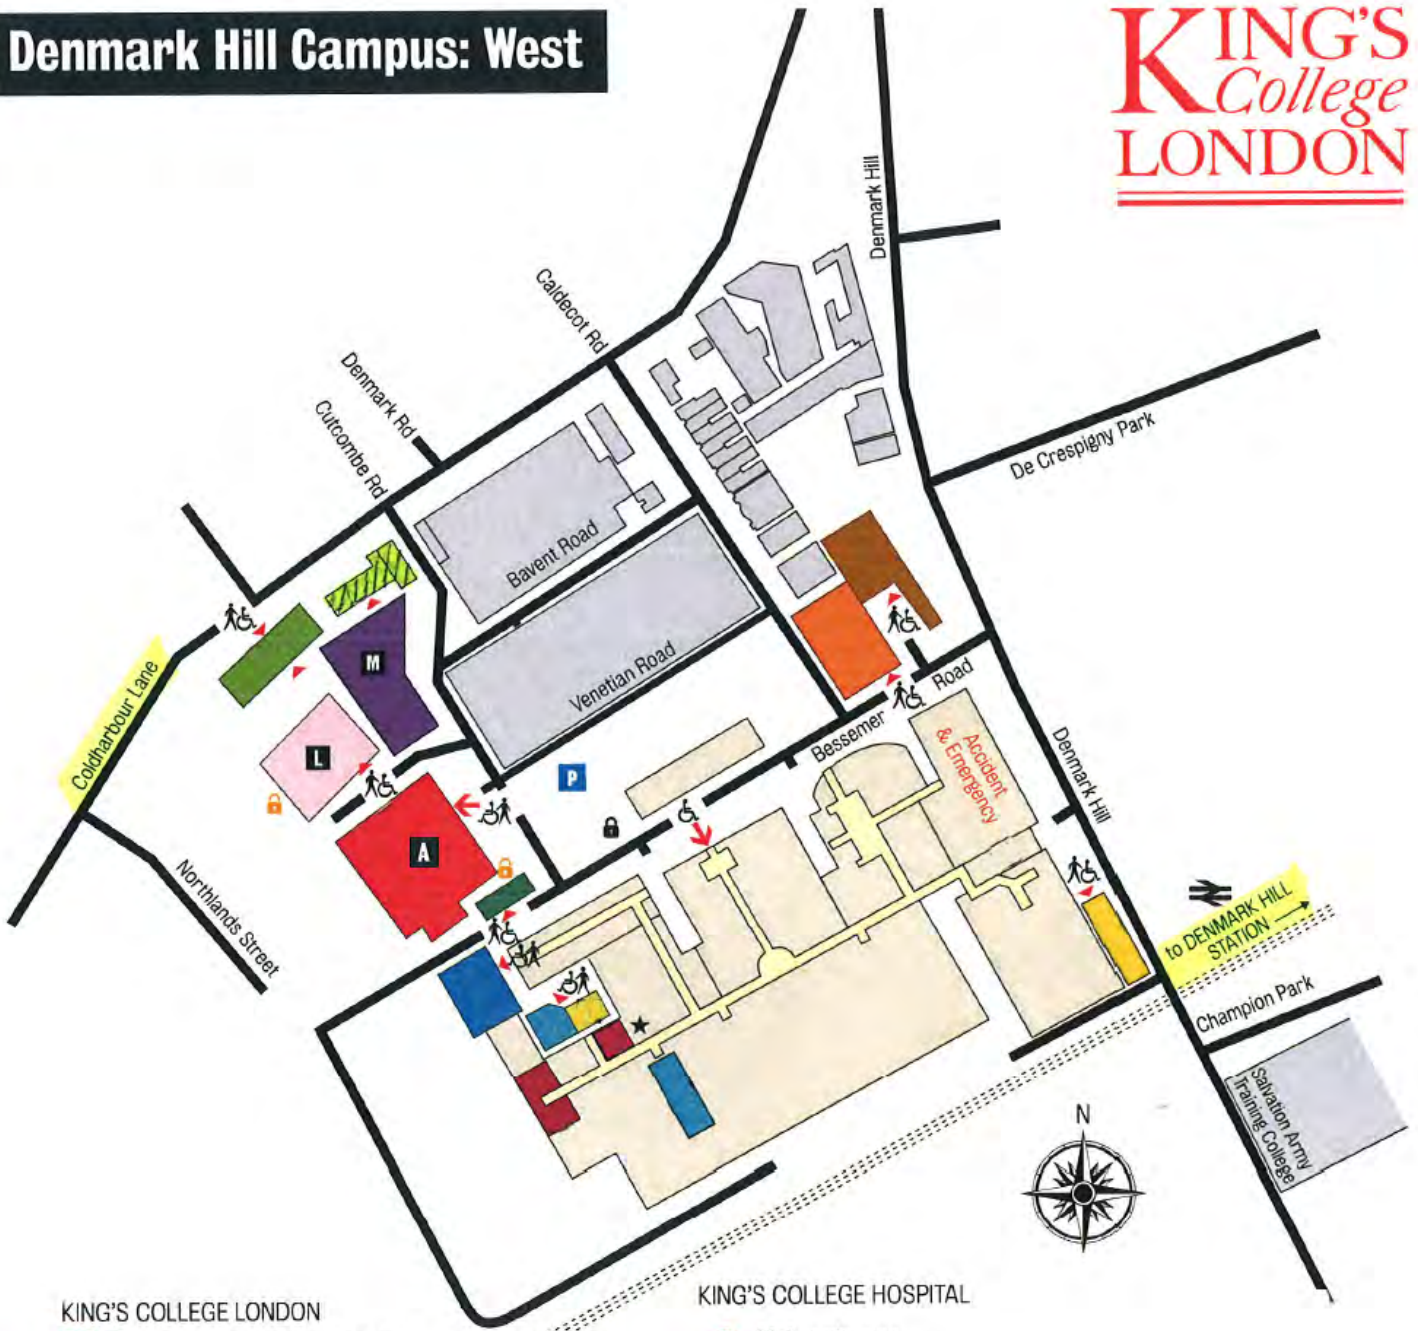 Denmark Hill Campus: West
KING'S
College
LONDON
Denmark Hill
Caldecot Rd
Denmark Rd
Cutcombe Rd
De Crespigny Park
Bavent Road
Venetian Road
M
Coldharbour Lane
L
P
Bessemer
Road
Accident
& Emergency
Denmark Hill
A
Northlands Street
to DENMARK HILL
STATION
Champion Park
Salvation Army
Training College
N
KING'S COLLEGE LONDON
KING'S COLLEGE HOSPITAL